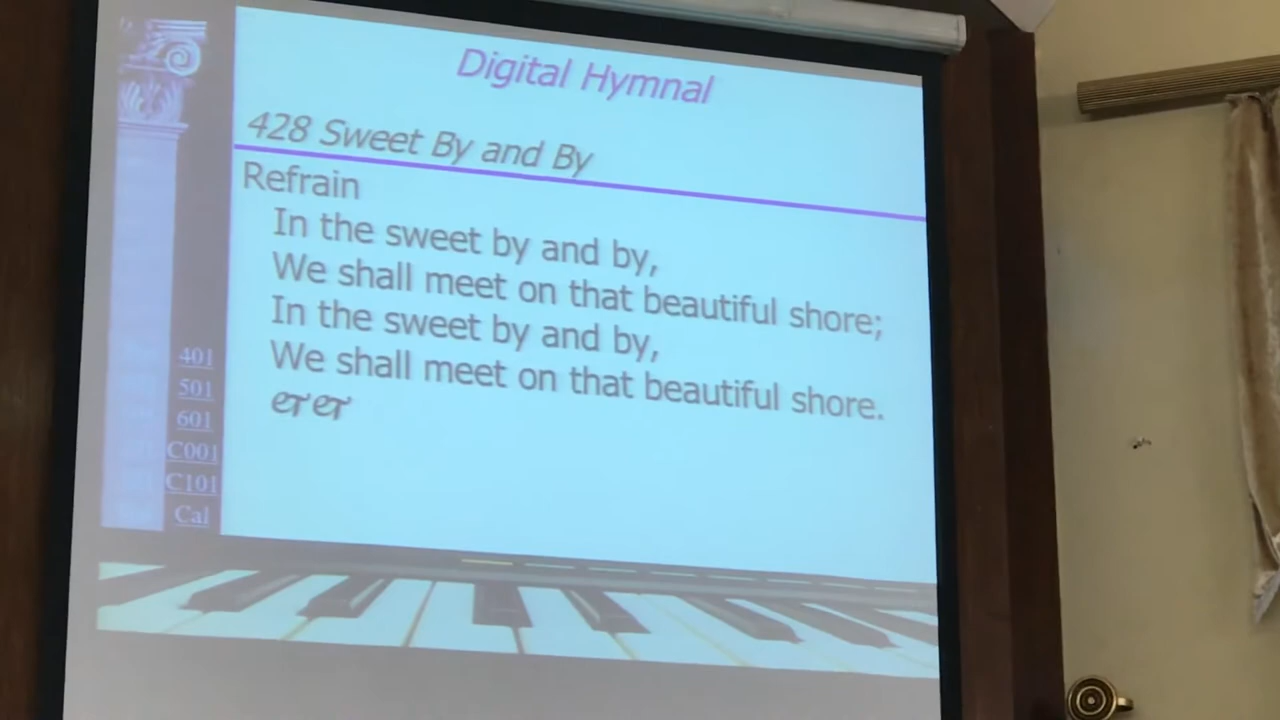 Digital Hymnal
428 Sweet By and By
Refrain
In the sweet by and by,
We shall meet on that beautiful shore;
In the sweet by and by,
We shall meet on that beautiful shore.
401
501
601
C001
C101
Cal